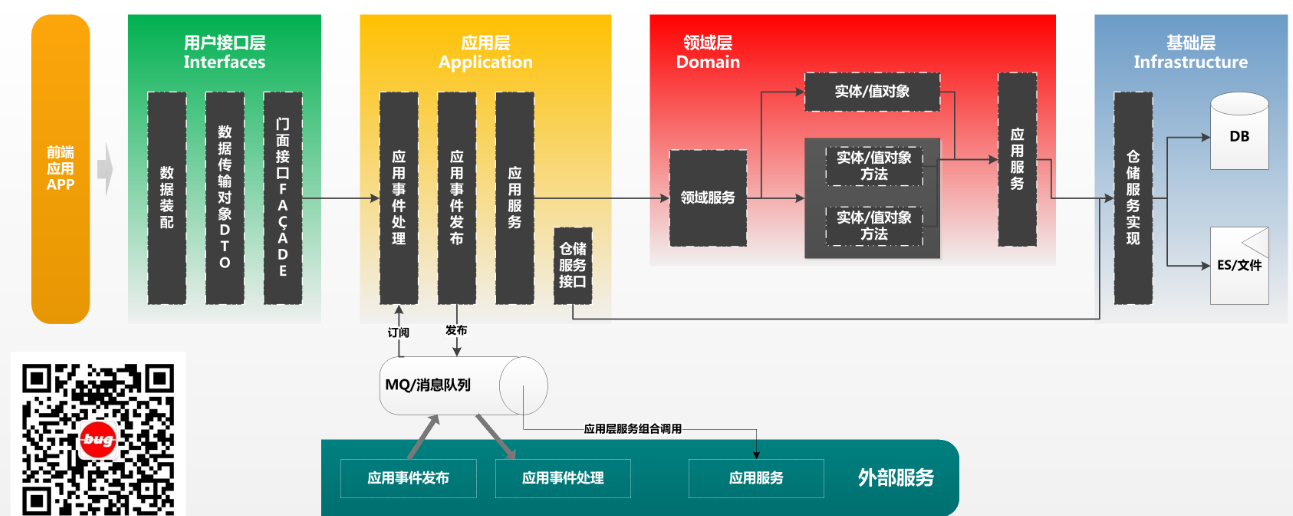 前端
应用
APP
用户接口层
Interfaces
数据装配
数据传输对象DTO
门面接口FAÇADE
应用层
Application
应用事件处理
应用事件发布
应用服务
仓储
服务
接口
领域层
Domain
领域服务
实体/值对象
实体/值对象
方法
实体/值对象
方法
应用服务
基础层
Infrastructure
仓储服务实现
DB
ES/文件
订阅
发布
MQ/消息队列
应用层服务组合调用
应用事件发布
应用事件处理
应用服务
外部服务
bug